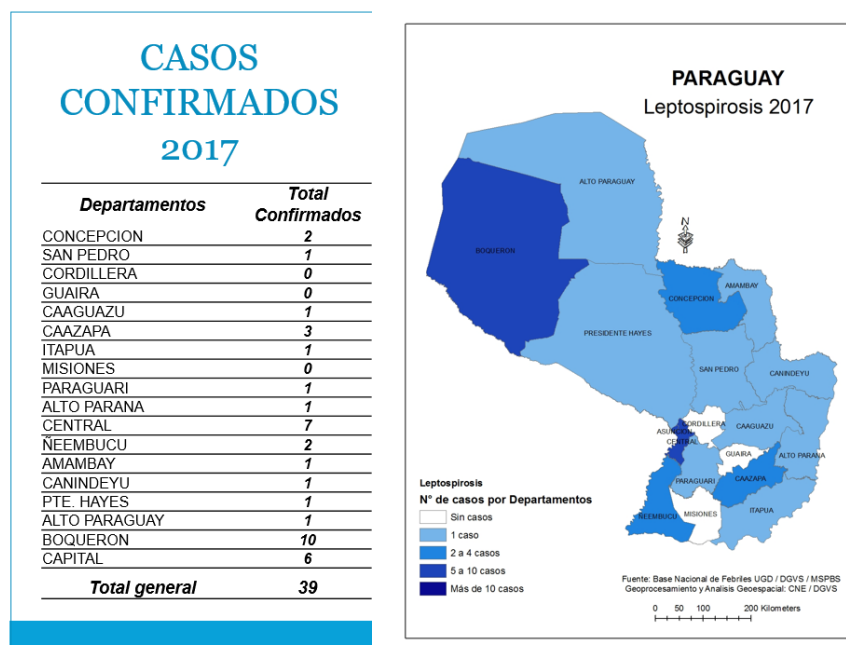 CASOS
CONFIRMADOS
2017
Departamentos Total Confirmados
CONCEPCION 2
SAN PEDRO 1
CORDILLERA 0
GUAIRA 0
CAAGUAZU 1
CAAZAPA 3
ITAPUA 1
MISIONES 0
PARAGUARI 1
ALTO PARANA 1
CENTRAL 7
ÑEEMBUCU 2
AMAMBAY 1
CANINDEYU 1
PTE. HAYES 1
ALTO PARAGUAY 1
BOQUERON 10
CAPITAL 6
Total general 39
PARAGUAY
Leptospirosis 2017
ALTO PARAGUAY
N
BOQUERON
AMAMBAY
CONCEPCION
PRESIDENTE HAYES
SAN PEDRO
CANINDEYU
CORDILLERA
CAAGUAZU
ASUNCION
CENTRAL
GUAIRA
ALTO PARANA
PARAGUARI
CAAZAPA
ITAPUA
MISIONES
ÑEEMBUCU
Leptospirosis
N° de casos por Departamentos
Sin casos
1 caso
2 a 4 casos
5 a 10 casos
Más de 10 casos
Fuente: Base Nacional de Febriles UGD / DGVS / MSPBS
Geoprocesamiento y Analisis Geoespacial: CNE / DGVS
0 50 100 200 Kilometers